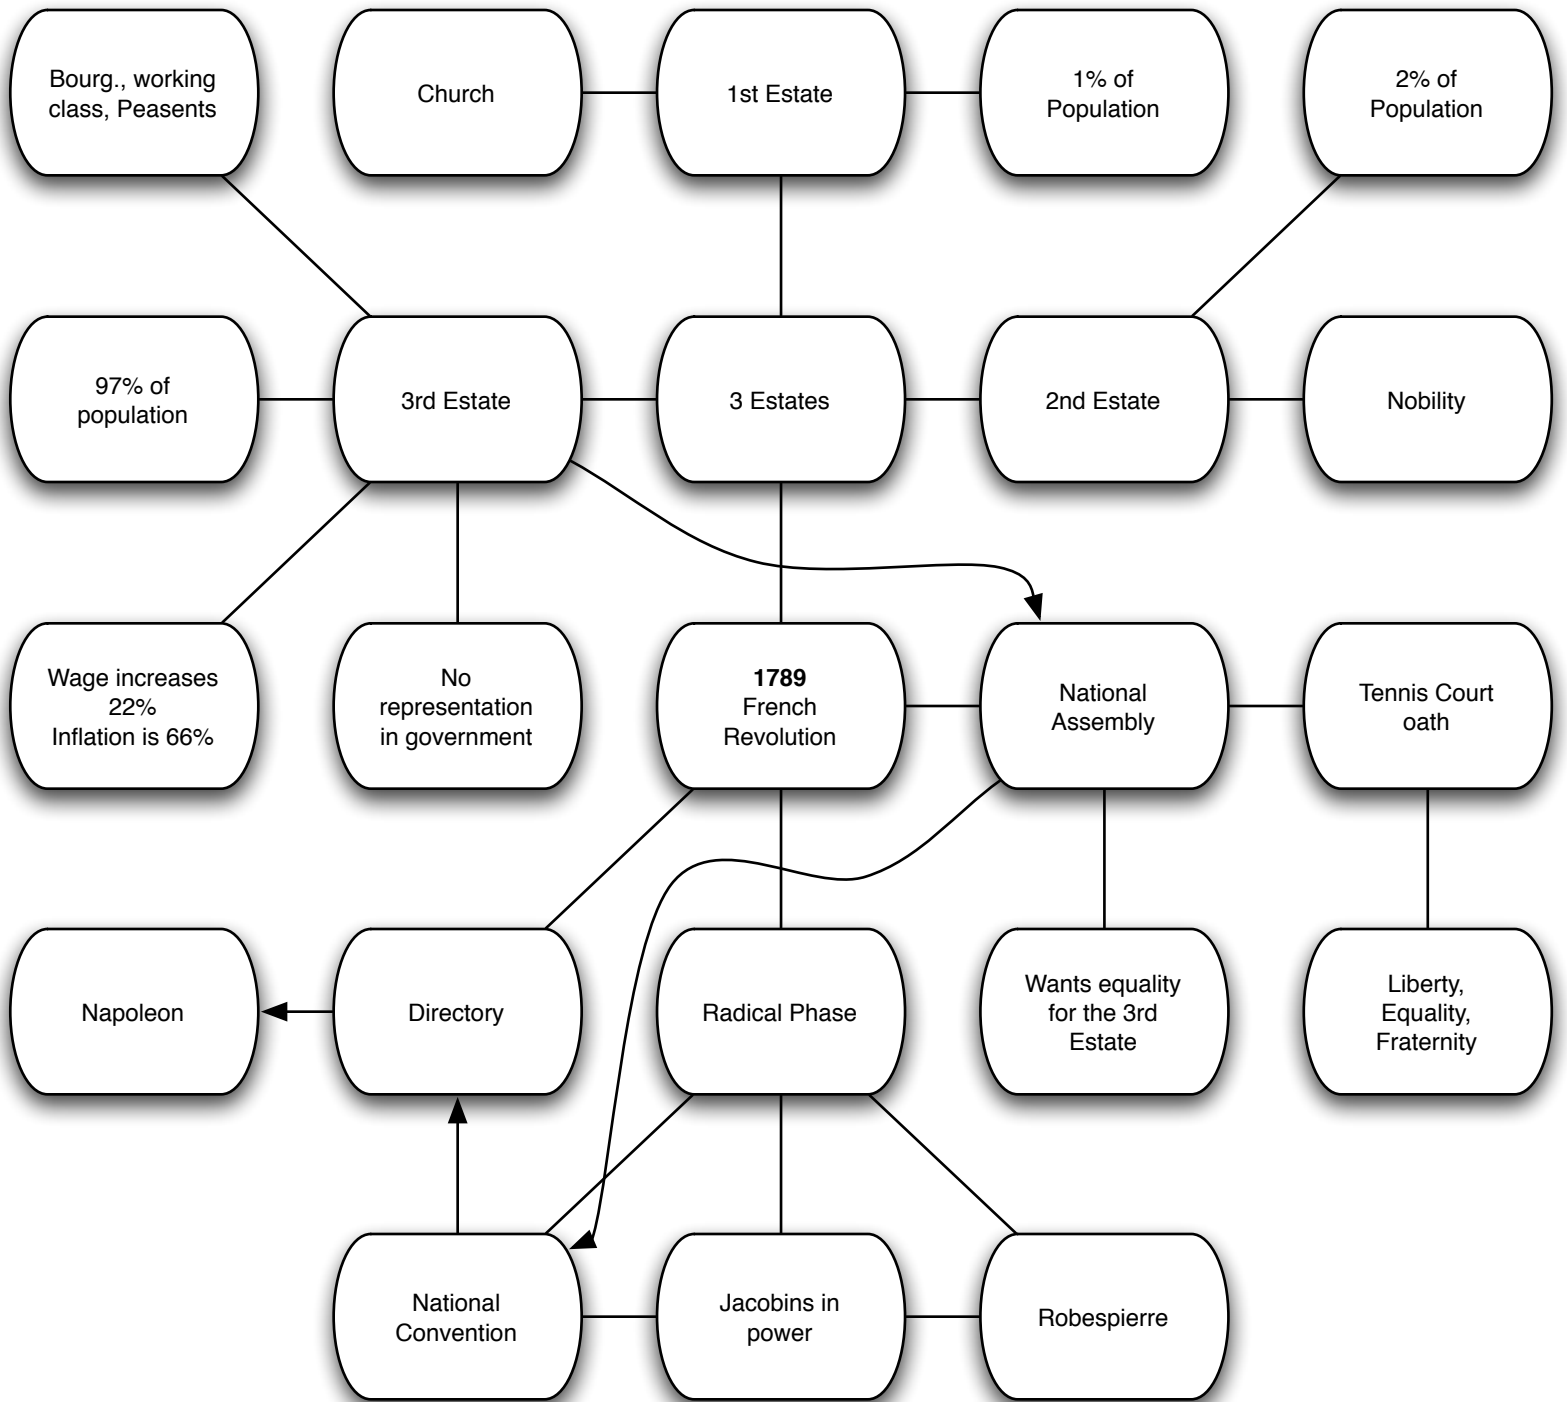 Bourg., working
class, Peasents
Church
1st Estate
1% of
Population
2% of
Population
97% of
population
3rd Estate
3 Estates
2nd Estate
Nobility
Wage increases
22%
Inflation is 66%
No
representation
in government
1789
French
Revolution
National
Assembly
Tennis Court
oath
Napoleon
Directory
Radical Phase
Wants equality
for the 3rd
Estate
Liberty,
Equality,
Fraternity
National
Convention
Jacobins in
power
Robespierre